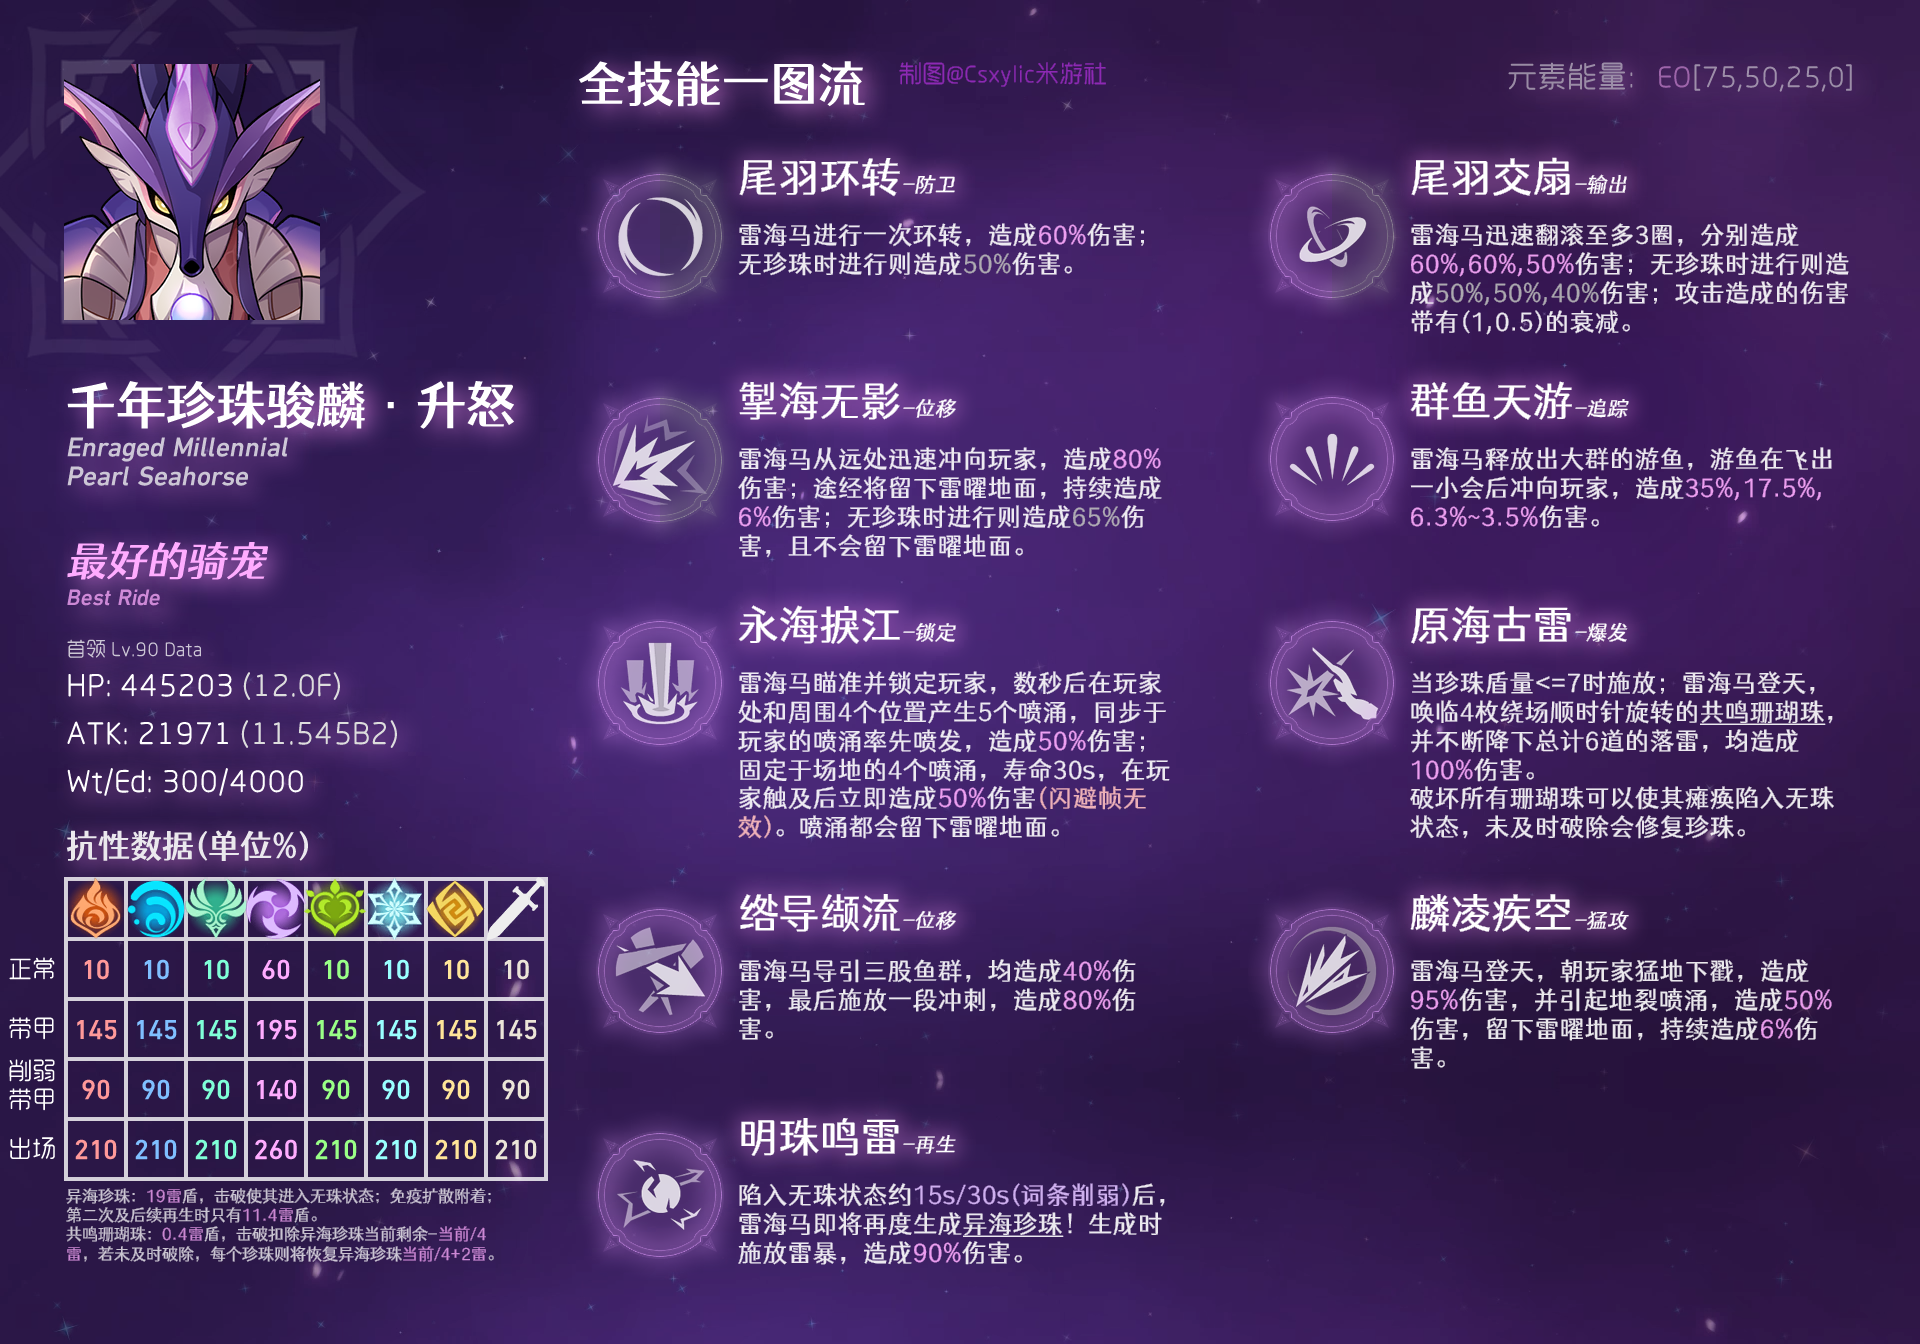 全技能一图流
制图@Csxylic米游社
元素能量: E0[75,50,25,0]
千年珍珠骏麟·升怒
Enraged Millennial
Pearl Seahorse
最好的骑宠
Best Ride
首领 Lv.90 Data
HP: 445203 (12.0F)
ATK: 21971 (11.545B2)
Wt/Ed: 300/4000
抗性数据(单位%)
正常 10 10 10 60 10 10 10 10
带甲 145 145 145 195 145 145 145 145
削弱
带甲 90 90 90 140 90 90 90 90
出场 210 210 210 260 210 210 210 210
异海珍珠: 19雷盾, 击破使其进入无珠状态; 免疫扩散附着;
第二次及后续再生时只有11.4雷盾。
共鸣珊瑚珠: 0.4雷盾, 击破扣除异海珍珠当前剩余-当前/4
雷, 若未及时破除, 每个珍珠则将恢复异海珍珠当前/4+2雷。
尾羽环转-防卫
雷海马进行一次环转, 造成60%伤害;
无珍珠时进行则造成50%伤害。
尾羽交扇-输出
雷海马迅速翻滚至多3圈, 分别造成
60%,60%,50%伤害; 无珍珠时进行则造
成50%,50%,40%伤害; 攻击造成的伤害
带有(1,0.5)的衰减。
掣海无影-位移
雷海马从远处迅速冲向玩家, 造成80%
伤害; 途经将留下雷曜地面, 持续造成
6%伤害; 无珍珠时进行则造成65%伤
害, 且不会留下雷曜地面。
群鱼天游-追踪
雷海马释放出大群的游鱼, 游鱼在飞出
一小会后冲向玩家, 造成35%,17.5%,
6.3%~3.5%伤害。
永海捩江-锁定
雷海马瞄准并锁定玩家, 数秒后在玩家
处和周围4个位置产生5个喷涌, 同步于
玩家的喷涌率先喷发, 造成50%伤害;
固定于场地的4个喷涌, 寿命30s, 在玩
家触及后立即造成50%伤害(闪避帧无
效)。喷涌都会留下雷曜地面。
原海古雷-爆发
当珍珠盾量<=7时施放; 雷海马登天,
唤临4枚绕场顺时针旋转的共鸣珊瑚珠,
并不断降下总计6道的落雷, 均造成
100%伤害。
破坏所有珊瑚珠可以使其瘫痪陷入无珠
状态, 未及时破除会修复珍珠。
绺导缬流-位移
雷海马导引三股鱼群, 均造成40%伤
害, 最后施放一段冲刺, 造成80%伤
害。
麟凌疾空-猛攻
雷海马登天, 朝玩家猛地下戳, 造成
95%伤害, 并引起地裂喷涌, 造成50%
伤害, 留下雷曜地面, 持续造成6%伤
害。
明珠鸣雷-再生
陷入无珠状态约15s/30s(词条削弱)后,
雷海马即将再度生成异海珍珠! 生成时
施放雷暴, 造成90%伤害。